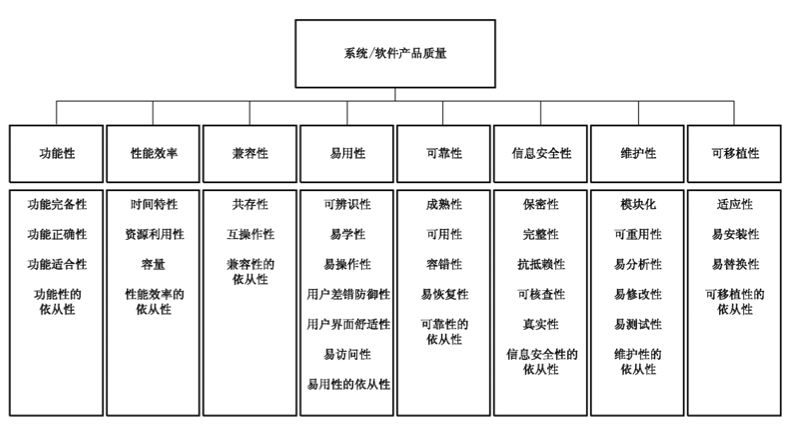 系统/软件产品质量
功能性
性能效率
兼容性
易用性
可靠性
信息安全性
维护性
可移植性
功能完备性
功能正确性
功能适合性
功能性的
依从性
时间特性
资源利用性
容量
性能效率的
依从性
共存性
互操作性
兼容性的
依从性
可辨识性
易学性
易操作性
用户差错防御性
用户界面舒适性
易访问性
易用性的依从性
成熟性
可用性
容错性
易恢复性
可靠性的
依从性
保密性
完整性
抗抵赖性
可核查性
真实性
信息安全性的
依从性
模块化
可重用性
易分析性
易修改性
易测试性
维护性的
依从性
适应性
易安装性
易替换性
可移植性的
依从性